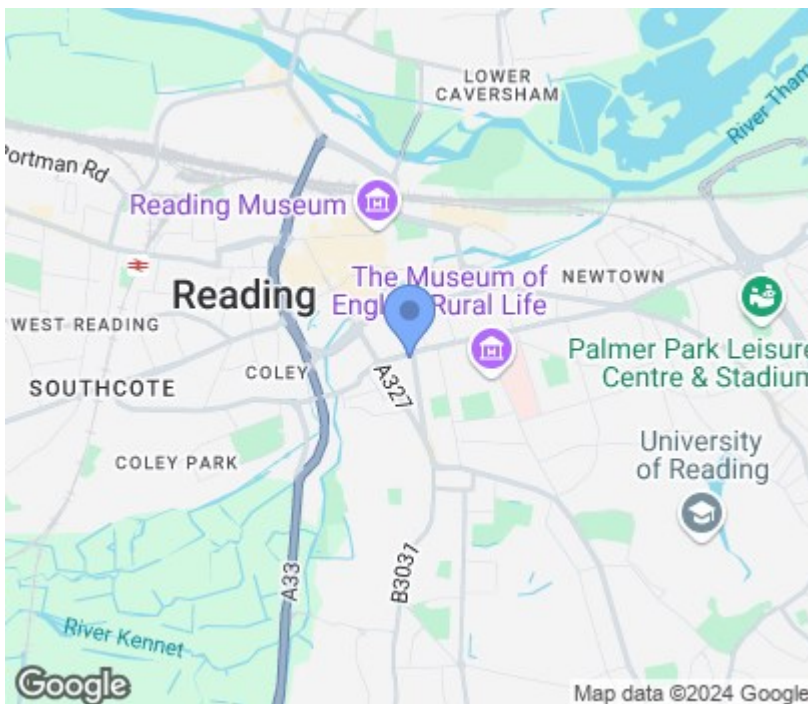 LOWER
CAVERSHAM
River Tham
Portman Rd
Reading Museum
The Museum of
English Rural Life
NEWTOWN
Reading
WEST READING
COLEY
A327
Palmer Park Leisure
Centre & Stadium
SOUTHCOTE
COLEY PARK
University
of Reading
A33
B3031
River Kennet
Google
Map data ©2024 Google